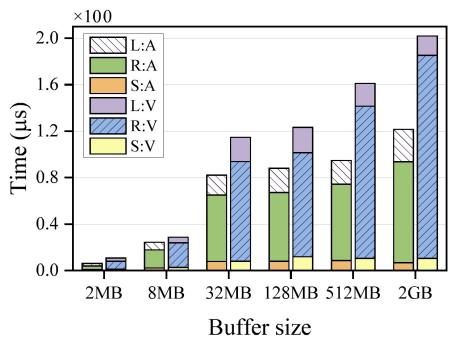 ×100
2.0
1.6
1.2
0.8
0.4
0.0
Time (μs)
L:A
R:A
S:A
L:V
R:V
S:V
2MB 8MB 32MB 128MB 512MB 2GB
Buffer size